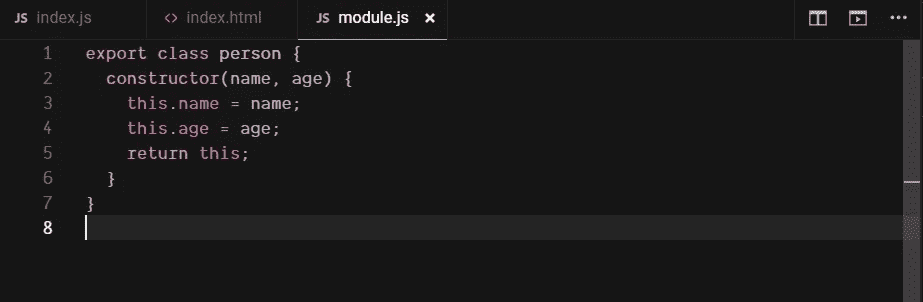 JS index.js <> index.html JS module.js ×
1 export class person {
2   constructor(name, age) {
3     this.name = name;
4     this.age = age;
5     return this;
6   }
7 }
8